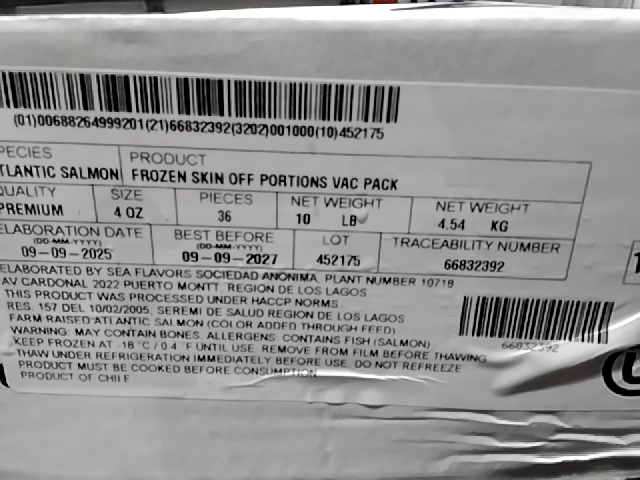 (01)00688264999201(21)66832392(3202)001000(10)452175
PECIES PRODUCT
TLANTIC SALMON FROZEN SKIN OFF PORTIONS VAC PACK
QUALITY SIZE PIECES NET WEIGHT NET WEIGHT
PREMIUM 4 OZ 36 10 LB 4.54 KG
ELABORATION DATE BEST BEFORE LOT TRACEABILITY NUMBER
(DD-MM-YYYY) (DD-MM-YYYY)
09-09-2025 09-09-2027 452175 66832392
ELABORATED BY SEA FLAVORS SOCIEDAD ANONIMA, PLANT NUMBER 10718
AV CARDONAL 2022 PUERTO MONTT, REGION DE LOS LAGOS
THIS PRODUCT WAS PROCESSED UNDER HACCP NORMS
RES. 157 DEL 10/02/2005, SEREMI DE SALUD REGION DE LOS LAGOS
FARM RAISED ATLANTIC SALMON (COLOR ADDED THROUGH FEED)
WARNING: MAY CONTAIN BONES. ALLERGENS: CONTAINS FISH (SALMON)
KEEP FROZEN AT -18°C / 0.4°F UNTIL USE. REMOVE FROM FILM BEFORE THAWING
THAW UNDER REFRIGERATION IMMEDIATELY BEFORE USE. DO NOT REFREEZE
PRODUCT MUST BE COOKED BEFORE CONSUMPTION
PRODUCT OF CHILE
66832392